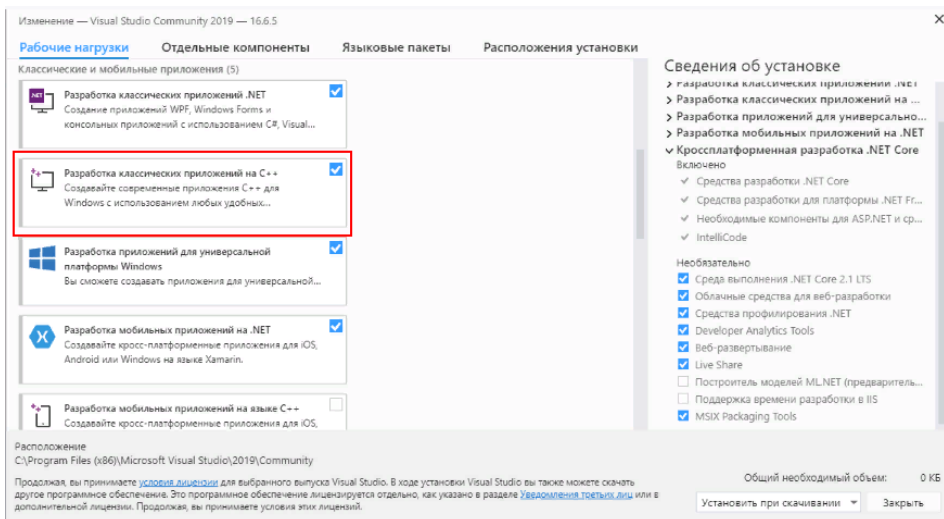 Изменение — Visual Studio Community 2019 — 16.6.5
Рабочие нагрузки Отдельные компоненты Языковые пакеты Расположения установки
Классические и мобильные приложения (5)
Разработка классических приложений .NET
Создание приложений WPF, Windows Forms и
консольных приложений с использованием C#, Visual...
Разработка классических приложений на C++
Создавайте современные приложения C++ для
Windows с использованием любых удобных...
Разработка приложений для универсальной
платформы Windows
Вы сможете создавать приложения для универсальной...
Разработка мобильных приложений на .NET
Создавайте кросс-платформенные приложения для iOS,
Android или Windows на языке Xamarin.
Разработка мобильных приложений на языке C++
Создавайте кросс-платформенные приложения для iOS,
Сведения об установке
Разработка классических приложений .NET
Разработка классических приложений на ...
Разработка приложений для универсально...
Разработка мобильных приложений на .NET
Кроссплатформенная разработка .NET Core
Включено
Средства разработки .NET Core
Средства разработки для платформы .NET Fr...
Необходимые компоненты для ASP.NET и ср...
IntelliCode
Необязательно
Среда выполнения .NET Core 2.1 LTS
Облачные средства для веб-разработки
Средства профилирования .NET
Developer Analytics Tools
Веб-развертывание
Live Share
Построитель моделей ML.NET (предваритель...
Поддержка времени разработки в IIS
MSIX Packaging Tools
Расположение
C:\Program Files (x86)\Microsoft Visual Studio\2019\Community
Продолжая, вы принимаете условия лицензии для выбранного выпуска Visual Studio. В ходе установки Visual Studio вы также можете скачать
другое программное обеспечение. Это программное обеспечение лицензируется отдельно, как указано в разделе Уведомления третьих лиц или в
дополнительной лицензии. Продолжая, вы принимаете условия этих лицензий.
Общий необходимый объем: 0 КБ
Установить при скачивании Закрыть